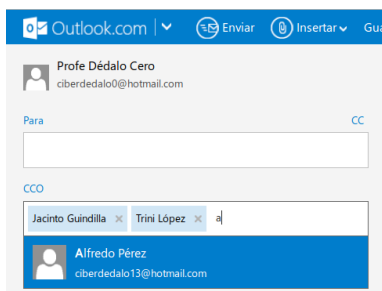 Outlook.com Enviar Insertar Gua
Profe Dédalo Cero
ciberdedalo0@hotmail.com
Para CC
CCO
Jacinto Guindilla × Trini López × a
Alfredo Pérez
ciberdedalo13@hotmail.com